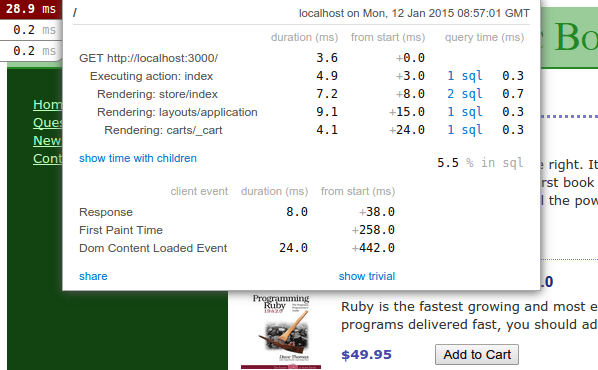 28.9 ms
0.2 ms
0.2 ms
/
localhost on Mon, 12 Jan 2015 08:57:01 GMT
duration (ms) from start (ms) query time (ms)
GET http://localhost:3000/ 3.6 +0.0
Executing action: index 4.9 +3.0 1 sql 0.3
Rendering: store/index 7.2 +8.0 2 sql 0.7
Rendering: layouts/application 9.1 +15.0 1 sql 0.3
Rendering: carts/_cart 4.1 +24.0 1 sql 0.3
show time with children
5.5 % in sql
client event duration (ms) from start (ms)
Response 8.0 +38.0
First Paint Time +258.0
Dom Content Loaded Event 24.0 +442.0
share show trivial
right. It
rst book
the pow
.0
Programming
Ruby
1.9 & 2.0
Dave Thomas
Ruby is the fastest growing and most e
programs delivered fast, you should ad
$49.95 Add to Cart